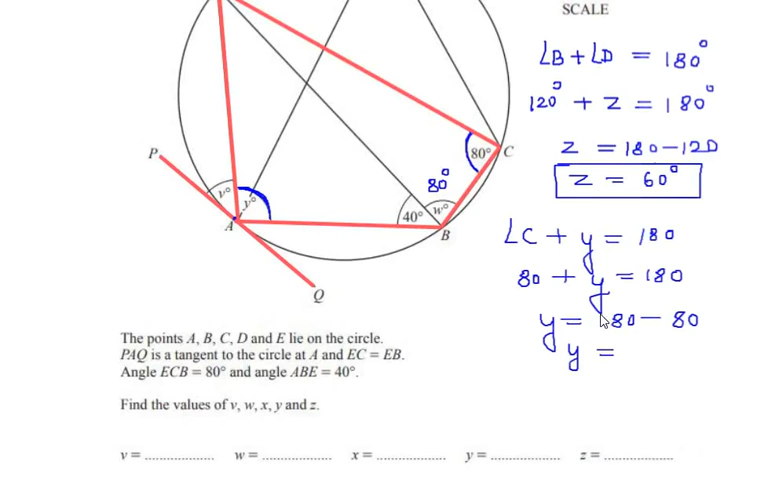 SCALE
∠B + ∠D = 180°
120° + z = 180°
z = 180 - 120
z = 60°
∠C + y = 180
80 + y = 180
y = 180 - 80
y =
80° C
P
80°
v° y°
40° w°
A
B
Q
The points A, B, C, D and E lie on the circle.
PAQ is a tangent to the circle at A and EC = EB.
Angle ECB = 80° and angle ABE = 40°.
Find the values of v, w, x, y and z.
v = .................... w = .................... x = .................... y = .................... z = ....................